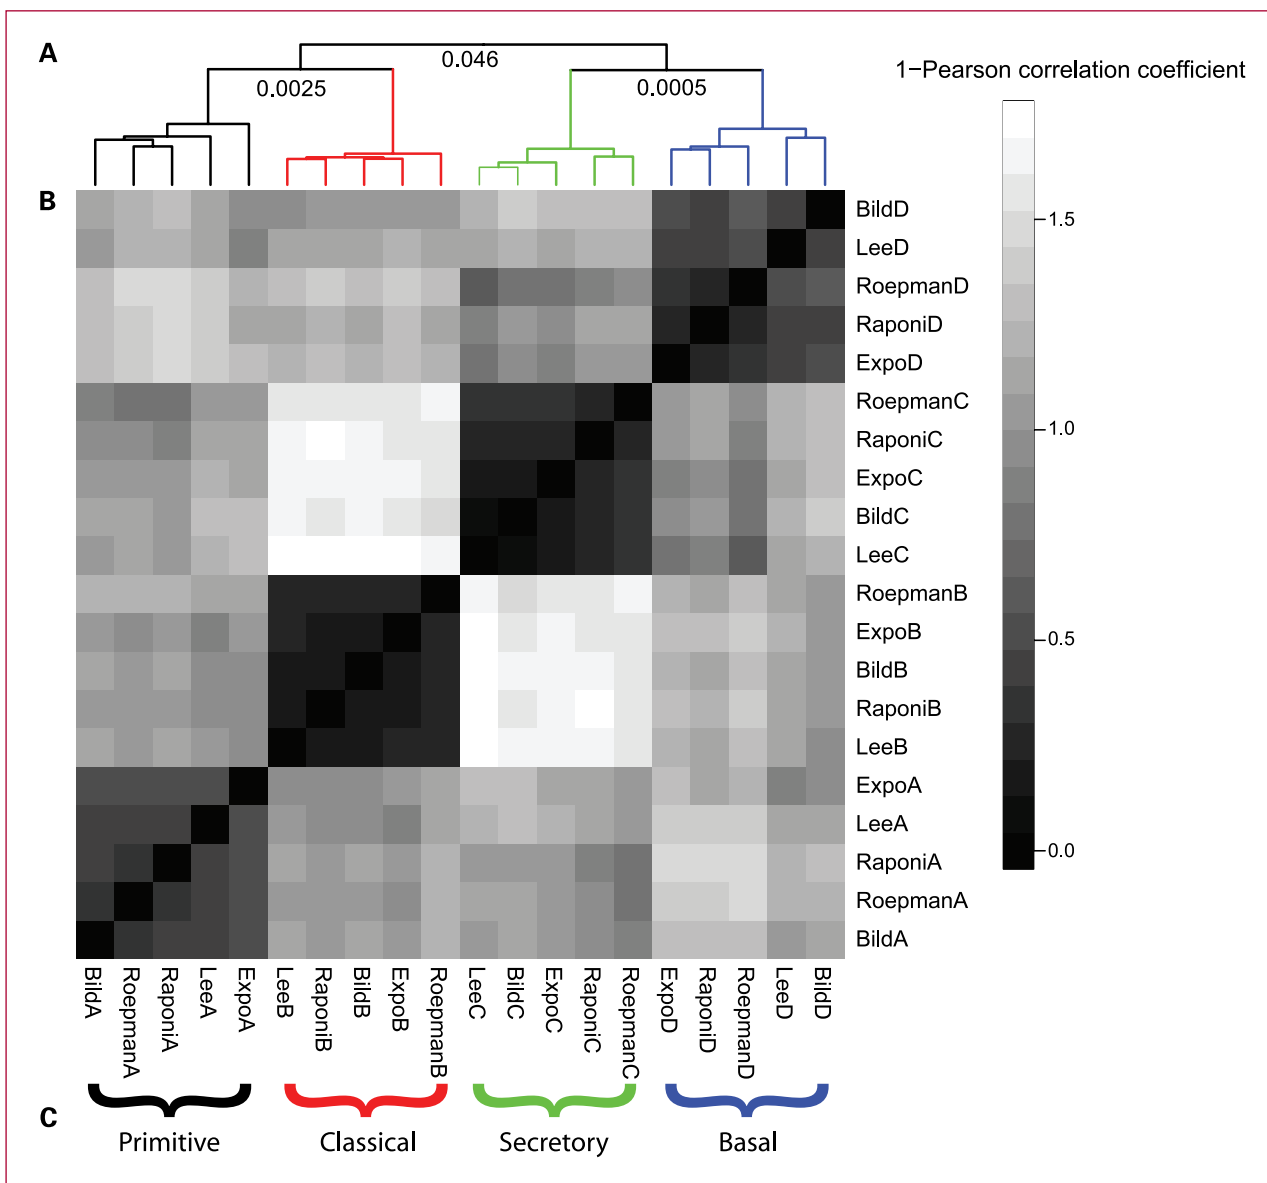 A
0.046
0.0025
0.0005
1−Pearson correlation coefficient
1.5
1.0
0.5
0.0
B
BildD
LeeD
RoepmanD
RaponiD
ExpoD
RoepmanC
RaponiC
ExpoC
BildC
LeeC
RoepmanB
ExpoB
BildB
RaponiB
LeeB
ExpoA
LeeA
RaponiA
RoepmanA
BildA
BildA
RoepmanA
RaponiA
LeeA
ExpoA
LeeB
RaponiB
BildB
ExpoB
RoepmanB
LeeC
BildC
ExpoC
RaponiC
RoepmanC
ExpoD
RaponiD
RoepmanD
LeeD
BildD
C
Primitive
Classical
Secretory
Basal